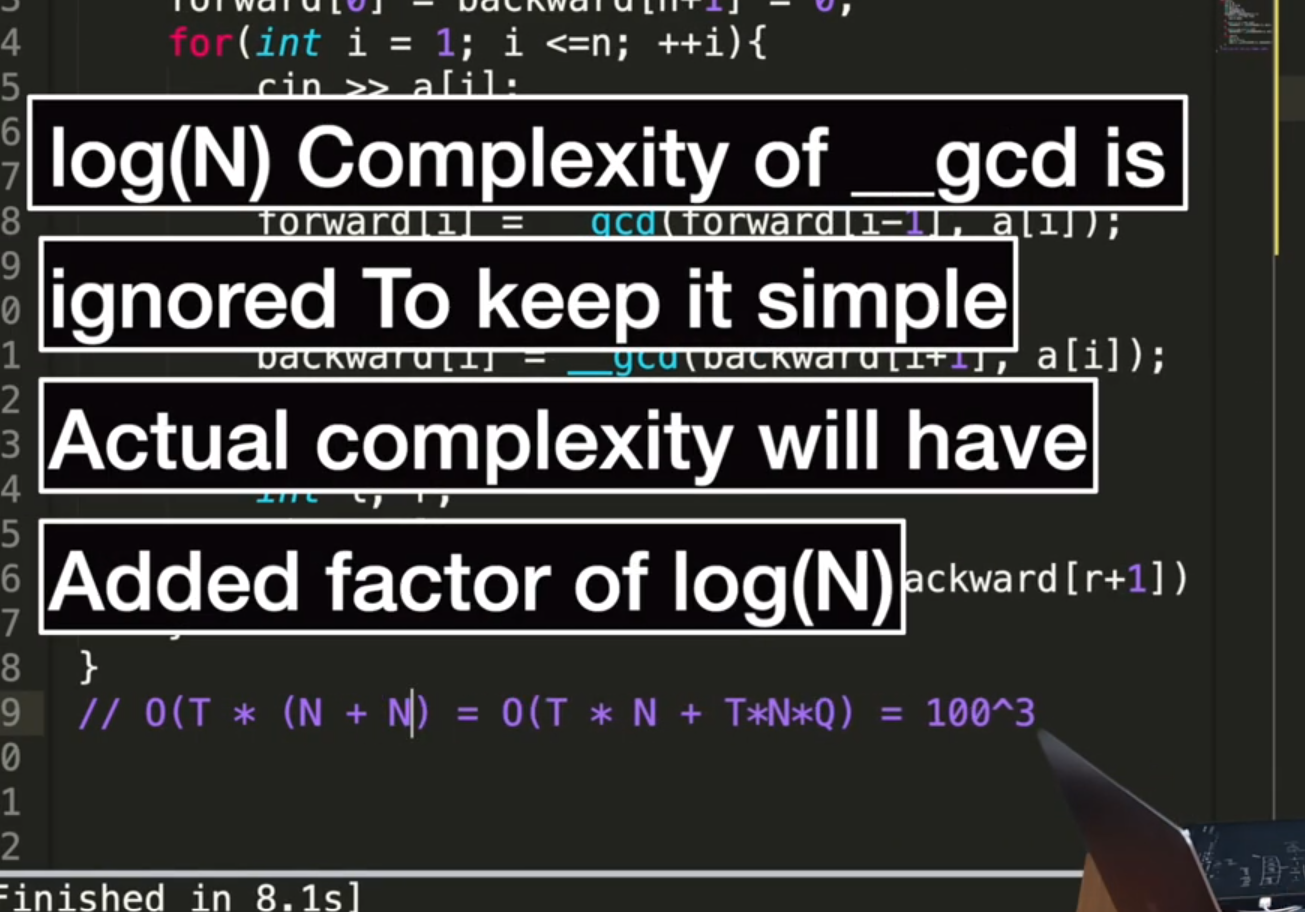 3 forward[0] = backward[n+1] = 0;
4 for(int i = 1; i <=n; ++i){
5 cin >> a[i];
6
log(N) Complexity of __gcd is
7
8 forward[i] = __gcd(forward[i-1], a[i]);
9
ignored To keep it simple
0
1 backward[i] = __gcd(backward[i+1], a[i]);
2
Actual complexity will have
3
4 int l, r;
5
Added factor of log(N)
6 ackward[r+1])
7 }
8 }
9 // O(T * (N + N) = O(T * N + T*N*Q) = 100^3
0
1
2
Finished in 8.1s]